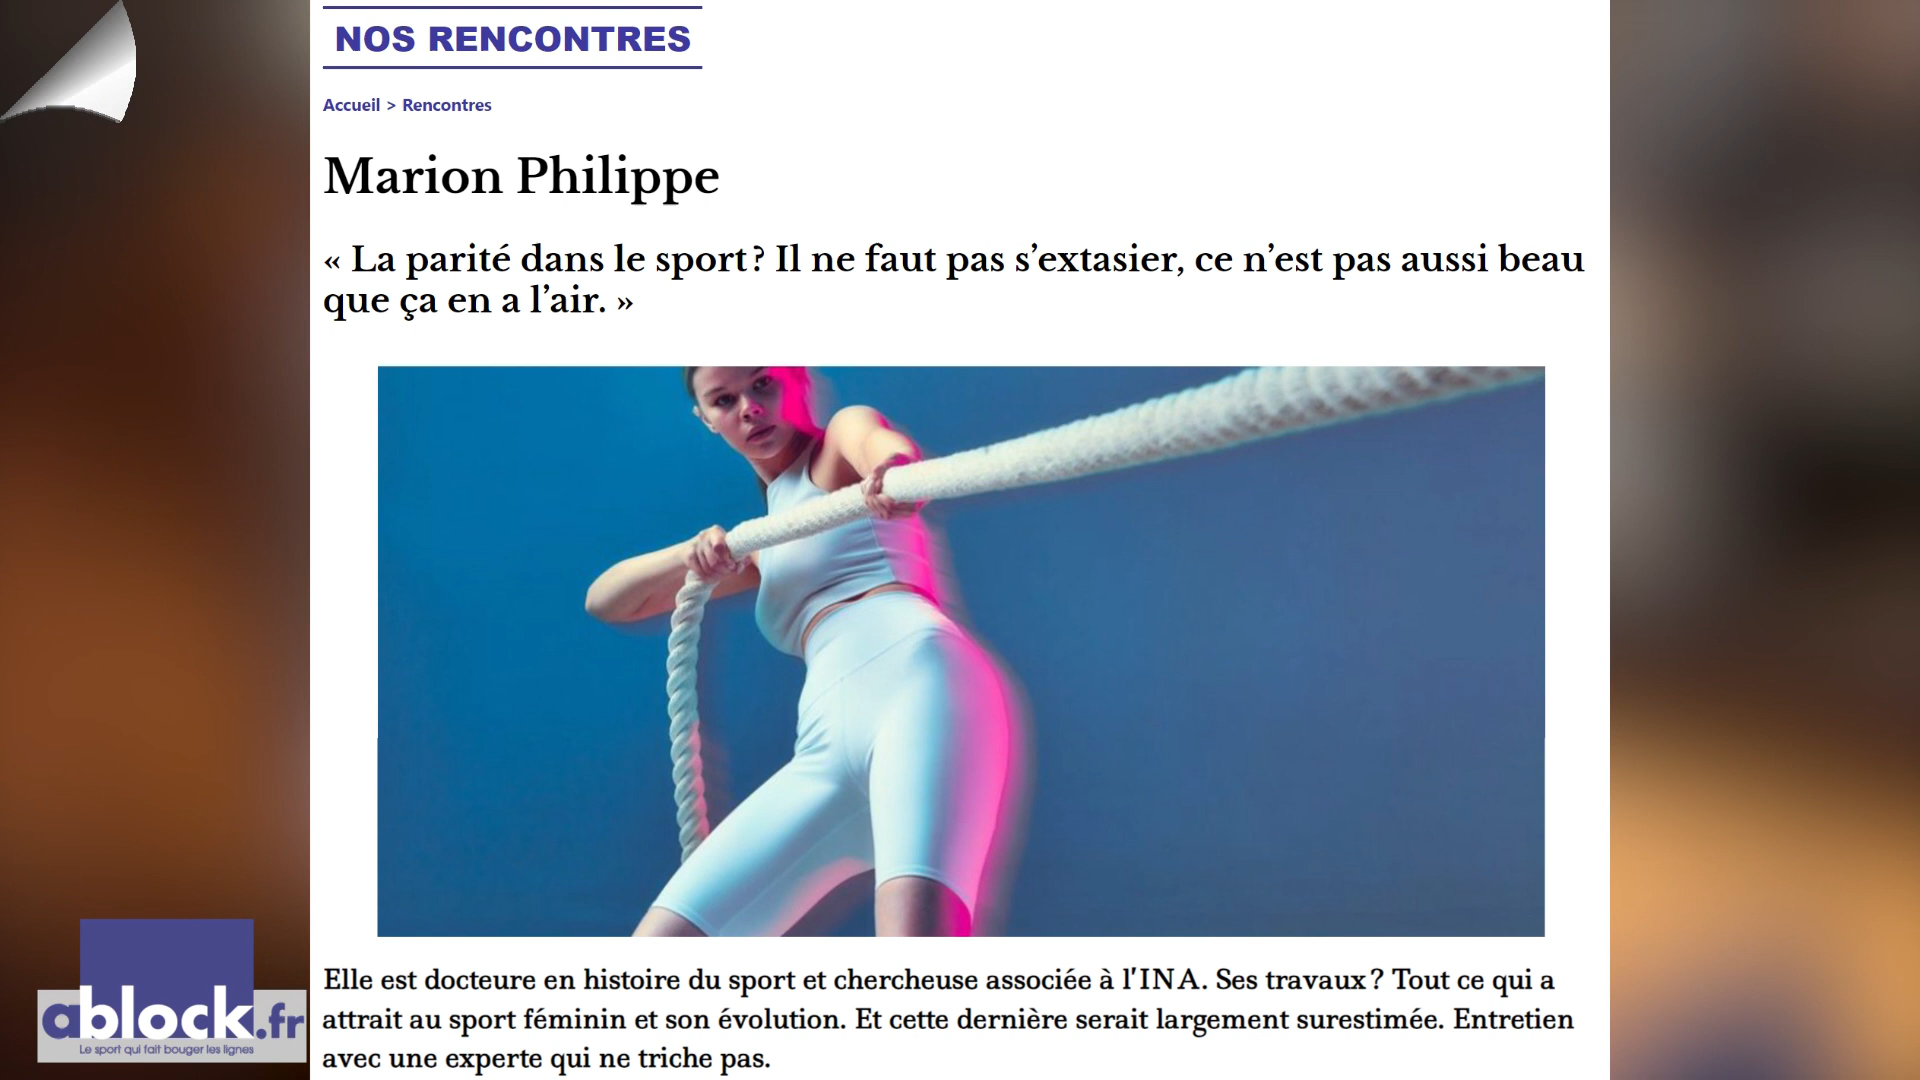 NOS RENCONTRES
Accueil > Rencontres
Marion Philippe
« La parité dans le sport ? Il ne faut pas s’extasier, ce n’est pas aussi beau
que ça en a l’air. »
Elle est docteure en histoire du sport et chercheuse associée à l’INA. Ses travaux ? Tout ce qui a
attrait au sport féminin et son évolution. Et cette dernière serait largement surestimée. Entretien
avec une experte qui ne triche pas.
ablock.fr
Le sport qui fait bouger les lignes